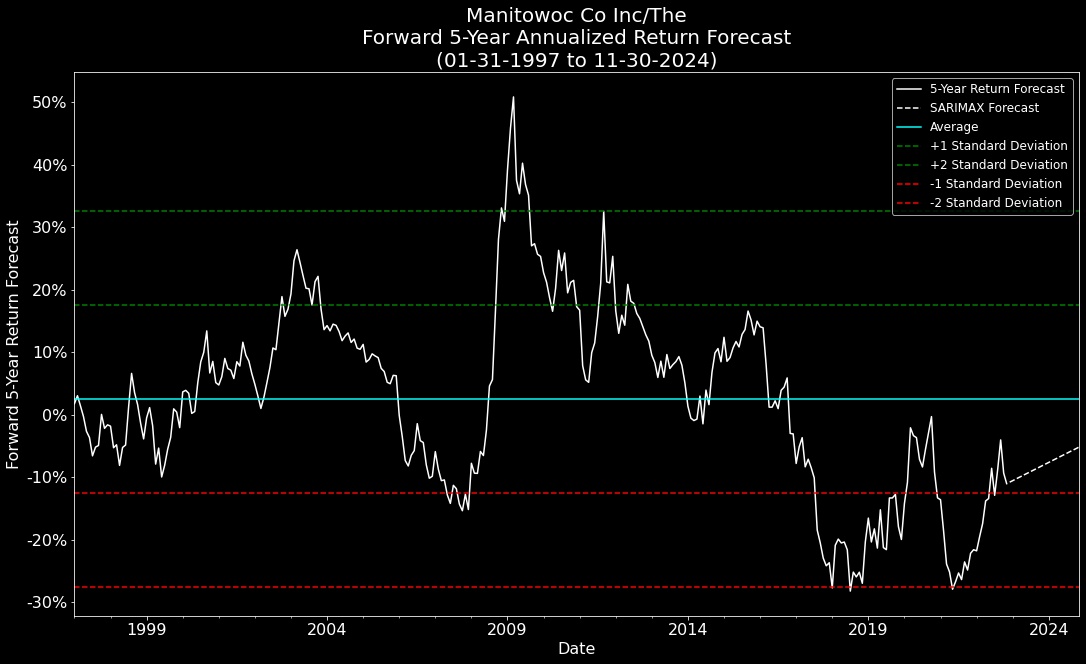 Manitowoc Co Inc/The
Forward 5-Year Annualized Return Forecast
(01-31-1997 to 11-30-2024)
5-Year Return Forecast
SARIMAX Forecast
Average
+1 Standard Deviation
+2 Standard Deviation
-1 Standard Deviation
-2 Standard Deviation
Forward 5-Year Return Forecast
50%
40%
30%
20%
10%
0%
-10%
-20%
-30%
1999 2004 2009 2014 2019 2024
Date